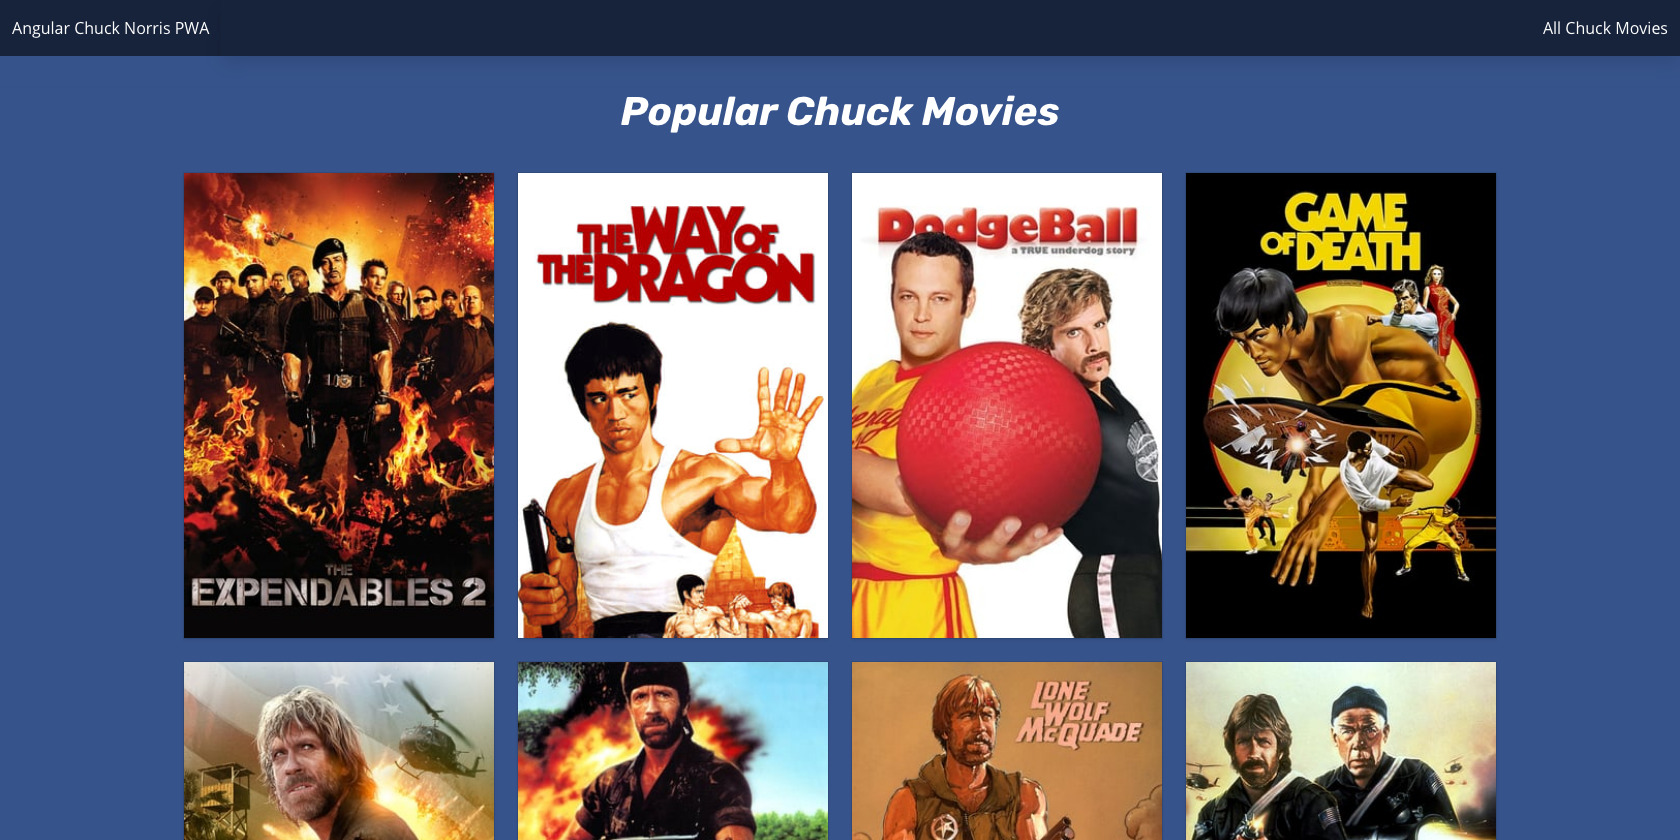 Angular Chuck Norris PWA
All Chuck Movies
Popular Chuck Movies
THE
EXPENDABLES 2
THE WAY OF
THE DRAGON
DodgeBall
a TRUE underdog story
GAME
OF DEATH
LONE
WOLF
McQUADE